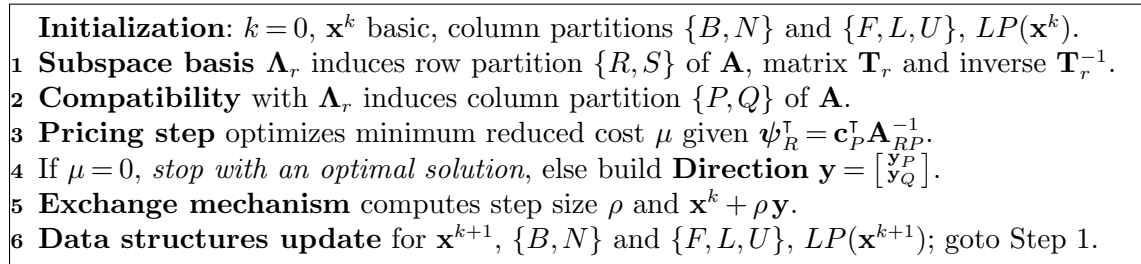 Initialization: k = 0, x^k basic, column partitions {B, N} and {F, L, U}, LP(x^k).
1 Subspace basis Λ_r induces row partition {R, S} of A, matrix T_r and inverse T_r^{-1}.
2 Compatibility with Λ_r induces column partition {P, Q} of A.
3 Pricing step optimizes minimum reduced cost μ given ψ_R^⊺ = c_P^⊺ A_{RP}^{-1}.
4 If μ = 0, stop with an optimal solution, else build Direction y = [y_P y_Q].
5 Exchange mechanism computes step size ρ and x^k + ρy.
6 Data structures update for x^{k+1}, {B, N} and {F, L, U}, LP(x^{k+1}); goto Step 1.